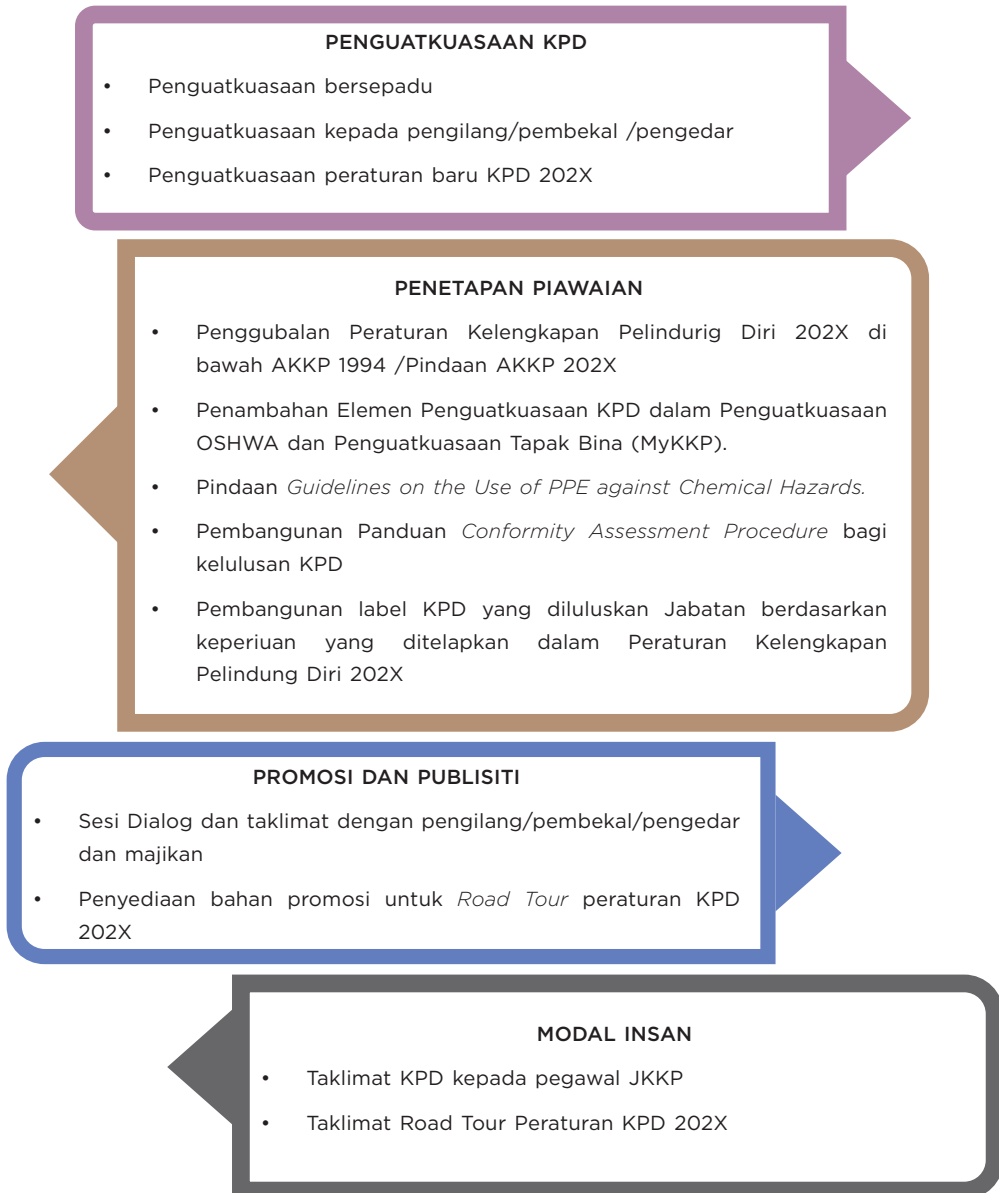 PENGUATKUASAAN KPD
• Penguatkuasaan bersepadu
• Penguatkuasaan kepada pengilang/pembekal /pengedar
• Penguatkuasaan peraturan baru KPD 202X
PENETAPAN PIAWAIAN
• Penggubalan Peraturan Kelengkapan Pelindurig Diri 202X di
bawah AKKP 1994 /Pindaan AKKP 202X
• Penambahan Elemen Penguatkuasaan KPD dalam Penguatkuasaan
OSHWA dan Penguatkuasaan Tapak Bina (MyKKP).
• Pindaan Guidelines on the Use of PPE against Chemical Hazards.
• Pembangunan Panduan Conformity Assessment Procedure bagi
kelulusan KPD
• Pembangunan label KPD yang diluluskan Jabatan berdasarkan
keperiuan yang ditelapkan dalam Peraturan Kelengkapan
Pelindung Diri 202X
PROMOSI DAN PUBLISITI
• Sesi Dialog dan taklimat dengan pengilang/pembekal/pengedar
dan majikan
• Penyediaan bahan promosi untuk Road Tour peraturan KPD
202X
MODAL INSAN
• Taklimat KPD kepada pegawal JKKP
• Taklimat Road Tour Peraturan KPD 202X